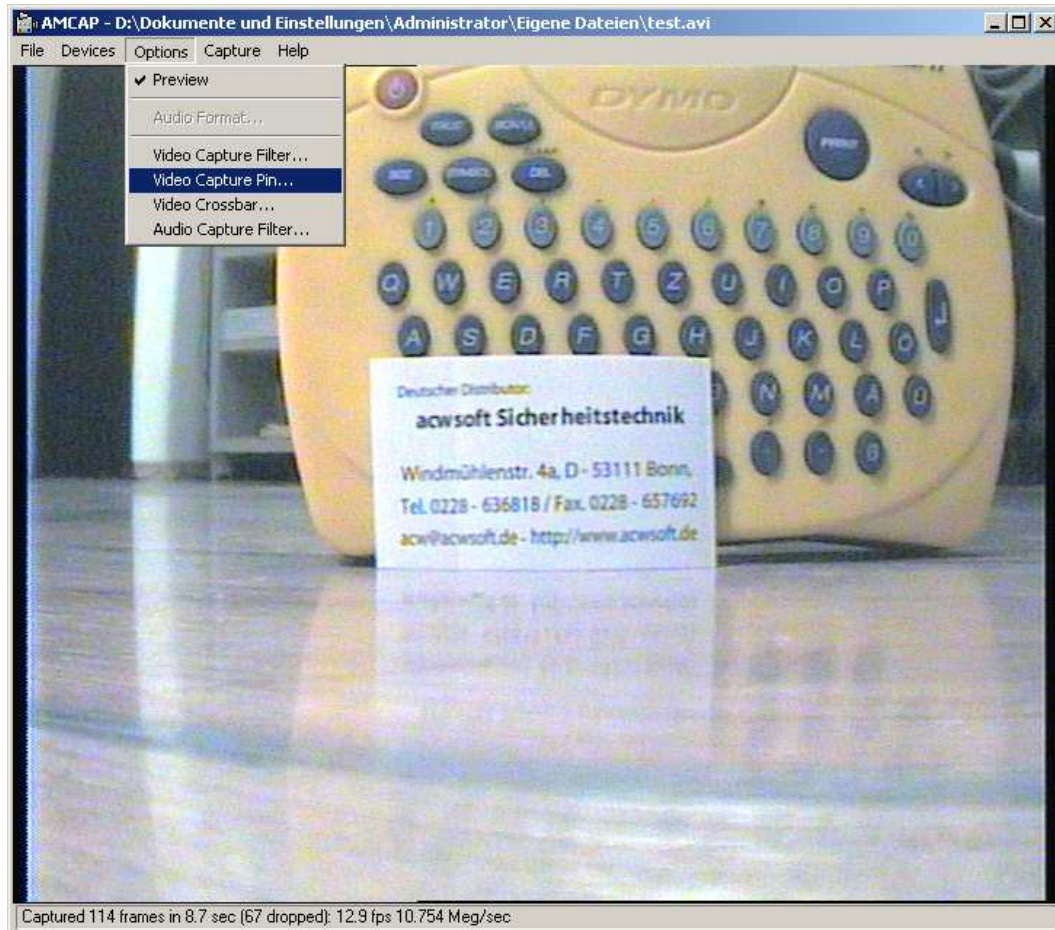 AMCAP - D:\Dokumente und Einstellungen\Administrator\Eigene Dateien\test.avi
File Devices Options Capture Help
Preview
Audio Format...
Video Capture Filter...
Video Capture Pin...
Video Crossbar...
Audio Capture Filter...
DYMO
PRINT
DEL
1 2 3 4 5 6 7 8 9 0
Q W E R T Z U I O P
A S D F G H J K L Ö
N M Ä Ü
Deutscher Distributor:
acwsoft Sicherheitstechnik
Windmühlenstr. 4a, D - 53111 Bonn,
Tel. 0228 - 636818 / Fax. 0228 - 657692
acw@acwsoft.de - http://www.acwsoft.de
Captured 114 frames in 8.7 sec (67 dropped): 12.9 fps 10.754 Meg/sec